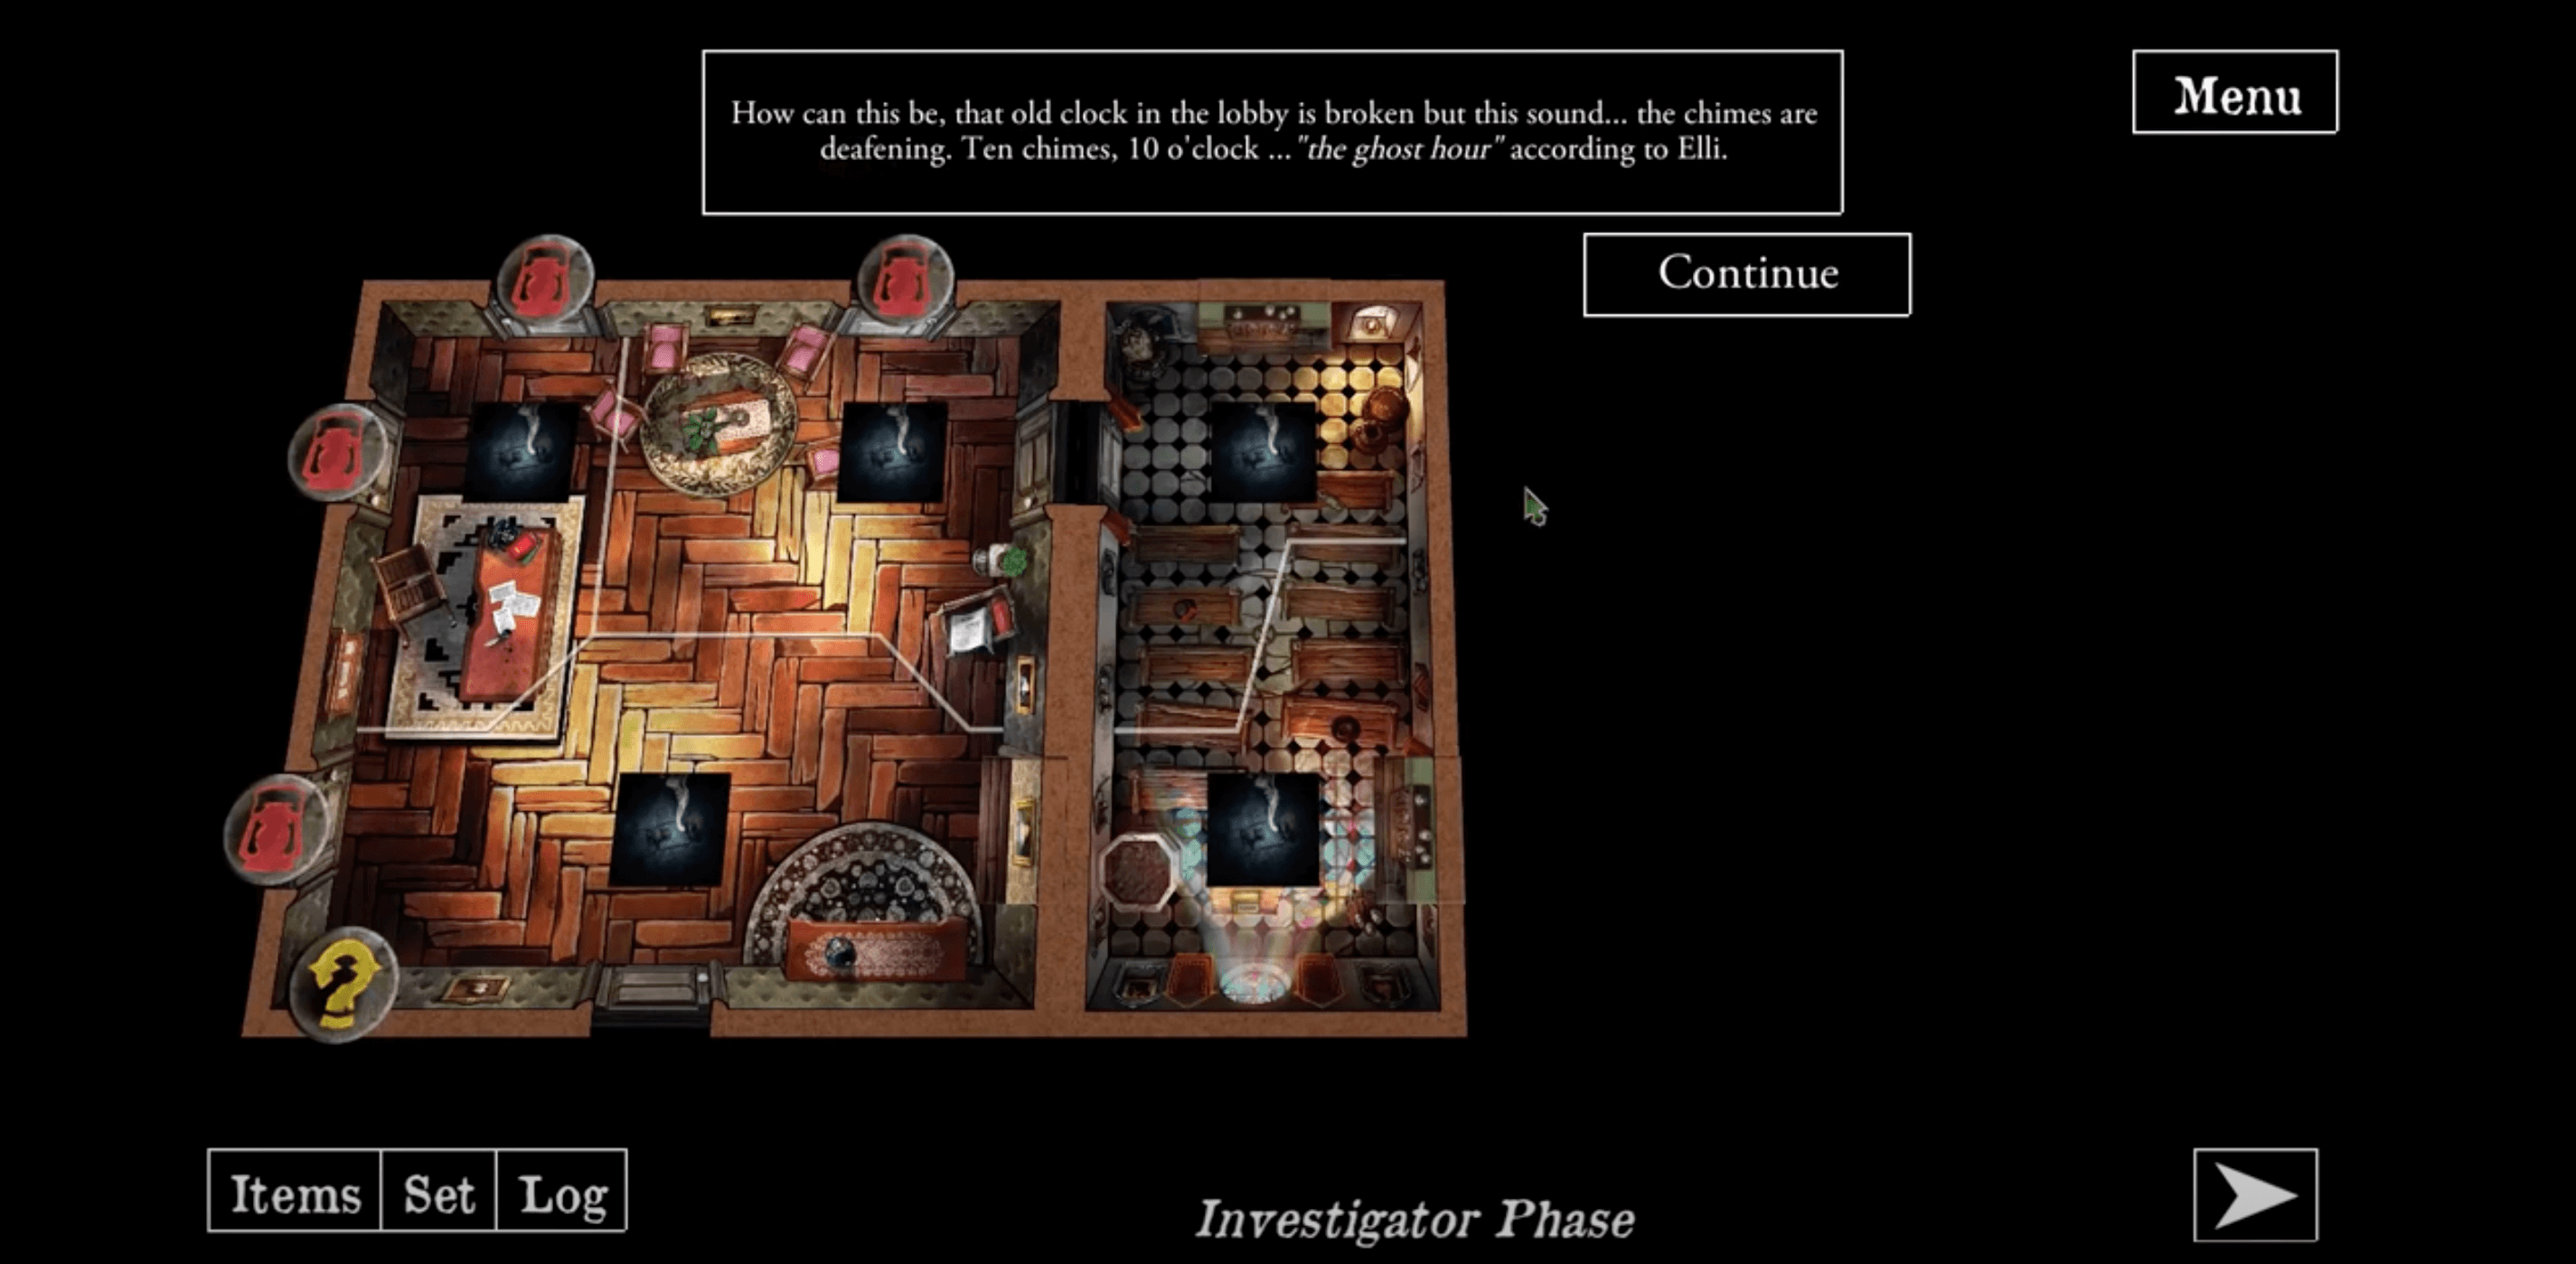 How can this be, that old clock in the lobby is broken but this sound... the chimes are
deafening. Ten chimes, 10 o'clock ... "the ghost hour" according to Elli.
Menu
Continue
Items
Set
Log
Investigator Phase